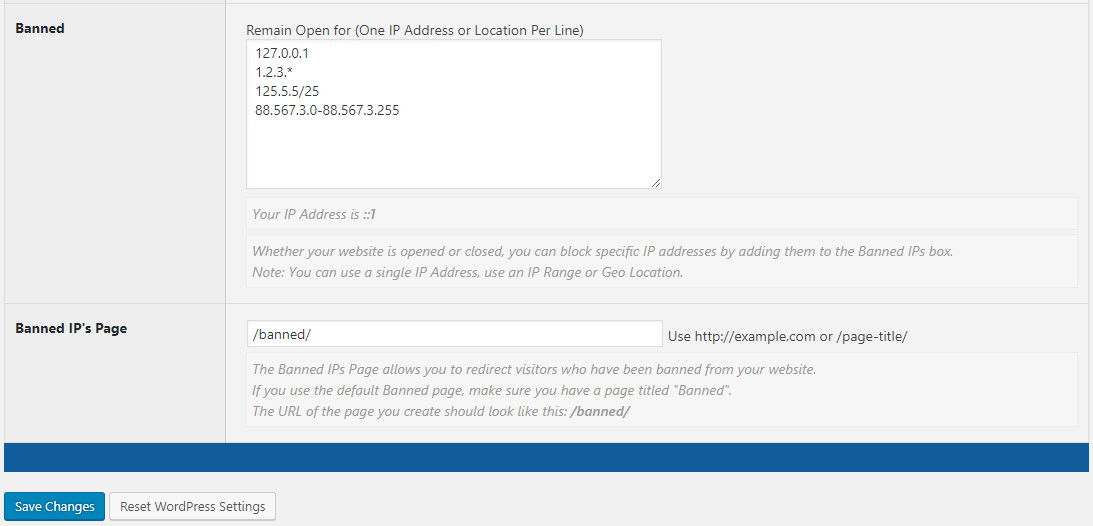 Banned
Remain Open for (One IP Address or Location Per Line)
127.0.0.1
1.2.3.*
125.5.5/25
88.567.3.0-88.567.3.255
Your IP Address is ::1
Whether your website is opened or closed, you can block specific IP addresses by adding them to the Banned IPs box.
Note: You can use a single IP Address, use an IP Range or Geo Location.
Banned IP's Page
/banned/ Use http://example.com or /page-title/
The Banned IPs Page allows you to redirect visitors who have been banned from your website.
If you use the default Banned page, make sure you have a page titled "Banned".
The URL of the page you create should look like this: /banned/
Save Changes Reset WordPress Settings